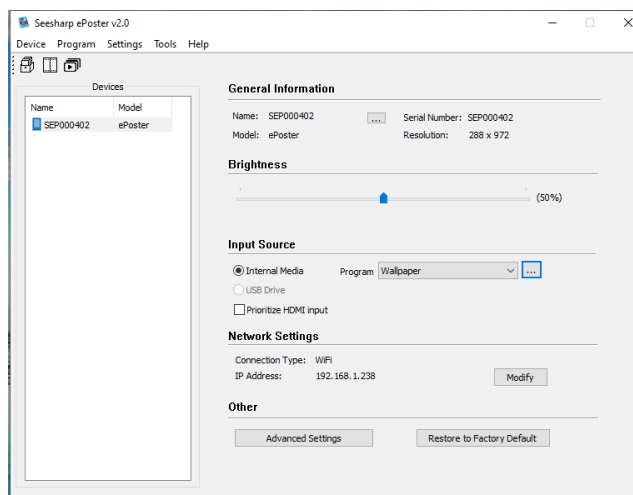 Seesharp ePoster v2.0
Device Program Settings Tools Help
Devices
Name Model
SEP000402 ePoster
General Information
Name: SEP000402 ... Serial Number: SEP000402
Model: ePoster Resolution: 288 x 972
Brightness
(50%)
Input Source
Internal Media Program Wallpaper ...
USB Drive
Prioritize HDMI input
Network Settings
Connection Type: WiFi
IP Address: 192.168.1.238 Modify
Other
Advanced Settings Restore to Factory Default